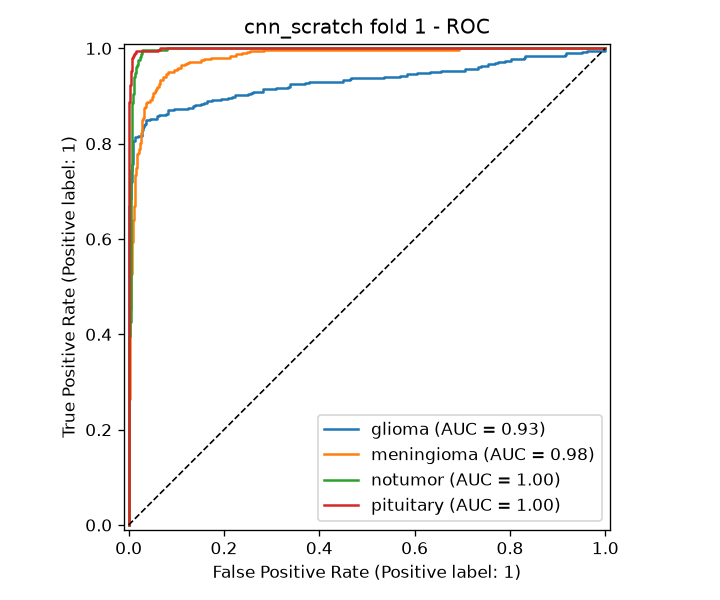 cnn_scratch fold 1 - ROC
1.0
0.8
0.6
0.4
0.2
0.0
True Positive Rate (Positive label: 1)
glioma (AUC = 0.93)
meningioma (AUC = 0.98)
notumor (AUC = 1.00)
pituitary (AUC = 1.00)
0.0 0.2 0.4 0.6 0.8 1.0
False Positive Rate (Positive label: 1)